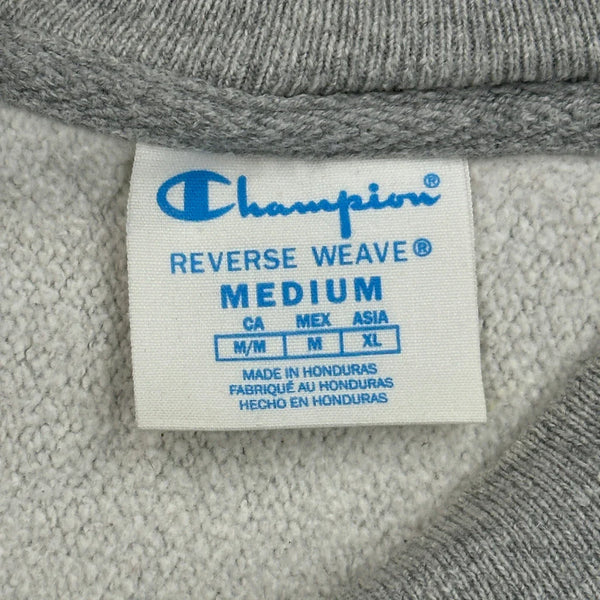 Champion®
REVERSE WEAVE®
MEDIUM
CA MEX ASIA
M/M M XL
MADE IN HONDURAS
FABRIQUÉ AU HONDURAS
HECHO EN HONDURAS